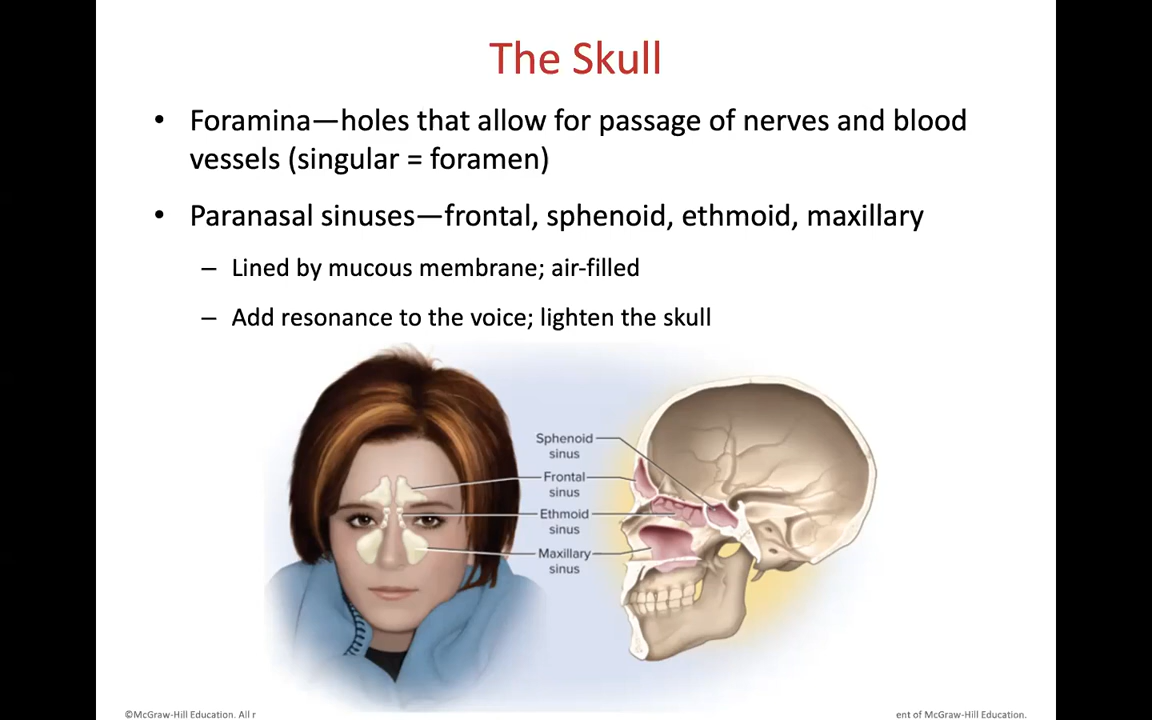 The Skull
• Foramina—holes that allow for passage of nerves and blood
vessels (singular = foramen)
• Paranasal sinuses—frontal, sphenoid, ethmoid, maxillary
– Lined by mucous membrane; air-filled
– Add resonance to the voice; lighten the skull
Sphenoid
sinus
Frontal
sinus
Ethmoid
sinus
Maxillary
sinus
©McGraw-Hill Education. All r
ent of McGraw-Hill Education.